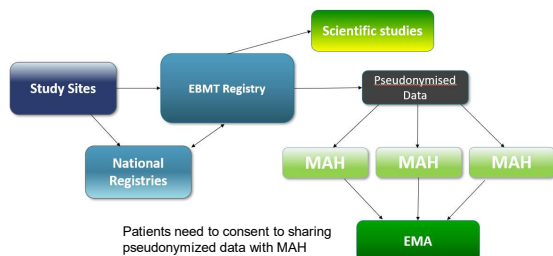 Scientific studies
Study Sites
EBMT Registry
Pseudonymised
Data
National
Registries
MAH
MAH
MAH
Patients need to consent to sharing
pseudonymized data with MAH
EMA